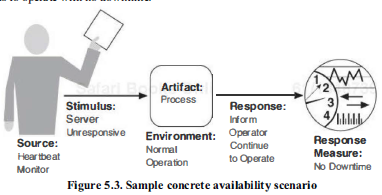 to operate with no downtime.
Artifact:
Process
Stimulus:
Server
Unresponsive
Response:
Inform
Operator
Continue
to Operate
Environment:
Normal
Operation
Source:
Heartbeat
Monitor
1
2
3
4
Response
Measure:
No Downtime
Figure 5.3. Sample concrete availability scenario